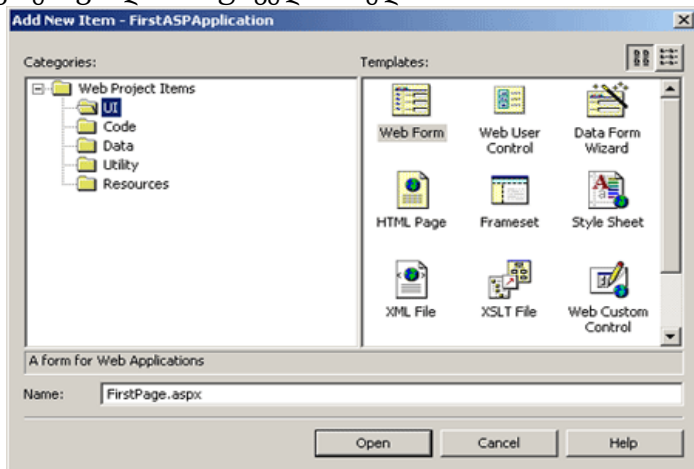 Add New Item - FirstASPApplication
Categories:
Templates:
Web Project Items
UI
Code
Data
Utility
Resources
Web Form
Web User
Control
Data Form
Wizard
HTML Page
Frameset
Style Sheet
XML File
XSLT File
Web Custom
Control
A form for Web Applications
Name:
FirstPage.aspx
Open
Cancel
Help